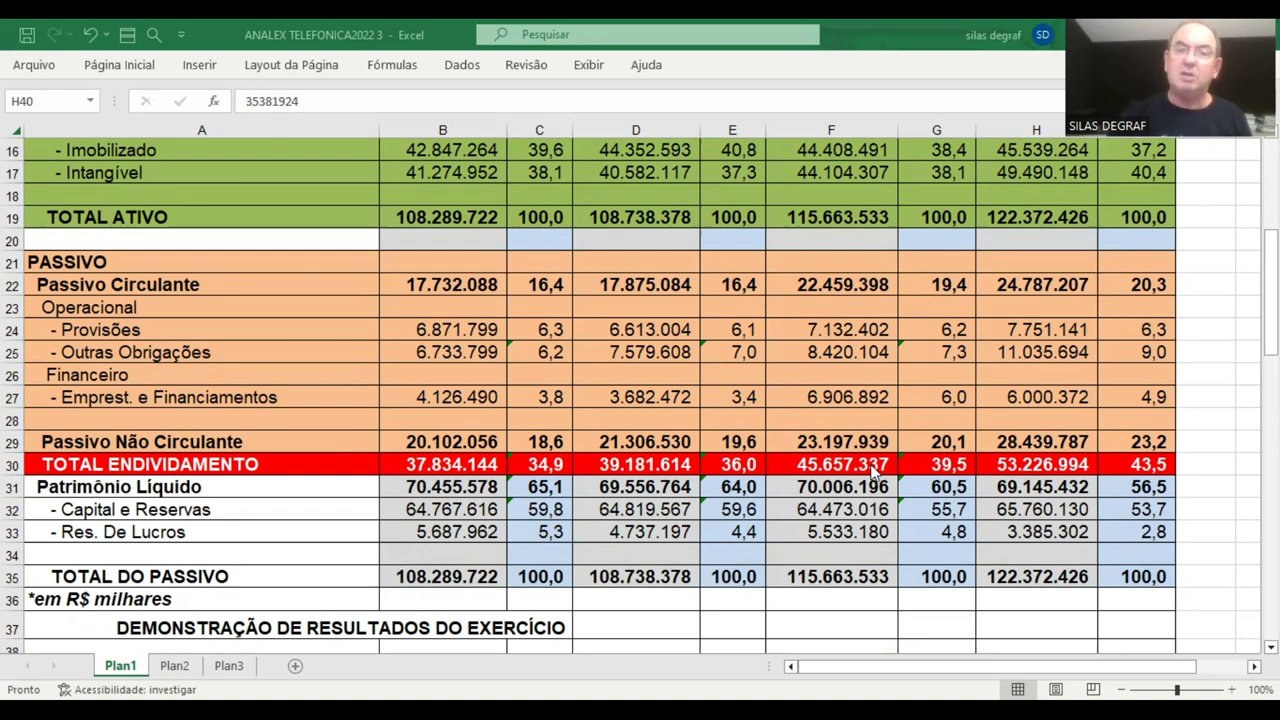 ANALEX TELEFONICA2022 3 - Excel
Pesquisar
silas degraf SD
Arquivo Página Inicial Inserir Layout da Página Fórmulas Dados Revisão Exibir Ajuda
H40 fx 35381924
SILAS DEGRAF
A B C D E F G H
16 - Imobilizado 42.847.264 39,6 44.352.593 40,8 44.408.491 38,4 45.539.264 37,2
17 - Intangível 41.274.952 38,1 40.582.117 37,3 44.104.307 38,1 49.490.148 40,4
18
19 TOTAL ATIVO 108.289.722 100,0 108.738.378 100,0 115.663.533 100,0 122.372.426 100,0
20
21 PASSIVO
22 Passivo Circulante 17.732.088 16,4 17.875.084 16,4 22.459.398 19,4 24.787.207 20,3
23 Operacional
24 - Provisões 6.871.799 6,3 6.613.004 6,1 7.132.402 6,2 7.751.141 6,3
25 - Outras Obrigações 6.733.799 6,2 7.579.608 7,0 8.420.104 7,3 11.035.694 9,0
26 Financeiro
27 - Emprest. e Financiamentos 4.126.490 3,8 3.682.472 3,4 6.906.892 6,0 6.000.372 4,9
28
29 Passivo Não Circulante 20.102.056 18,6 21.306.530 19,6 23.197.939 20,1 28.439.787 23,2
30 TOTAL ENDIVIDAMENTO 37.834.144 34,9 39.181.614 36,0 45.657.337 39,5 53.226.994 43,5
31 Patrimônio Líquido 70.455.578 65,1 69.556.764 64,0 70.006.196 60,5 69.145.432 56,5
32 - Capital e Reservas 64.767.616 59,8 64.819.567 59,6 64.473.016 55,7 65.760.130 53,7
33 - Res. De Lucros 5.687.962 5,3 4.737.197 4,4 5.533.180 4,8 3.385.302 2,8
34
35 TOTAL DO PASSIVO 108.289.722 100,0 108.738.378 100,0 115.663.533 100,0 122.372.426 100,0
36 *em R$ milhares
37 DEMONSTRAÇÃO DE RESULTADOS DO EXERCÍCIO
38
Plan1 Plan2 Plan3
Pronto Acessibilidade: investigar 100%